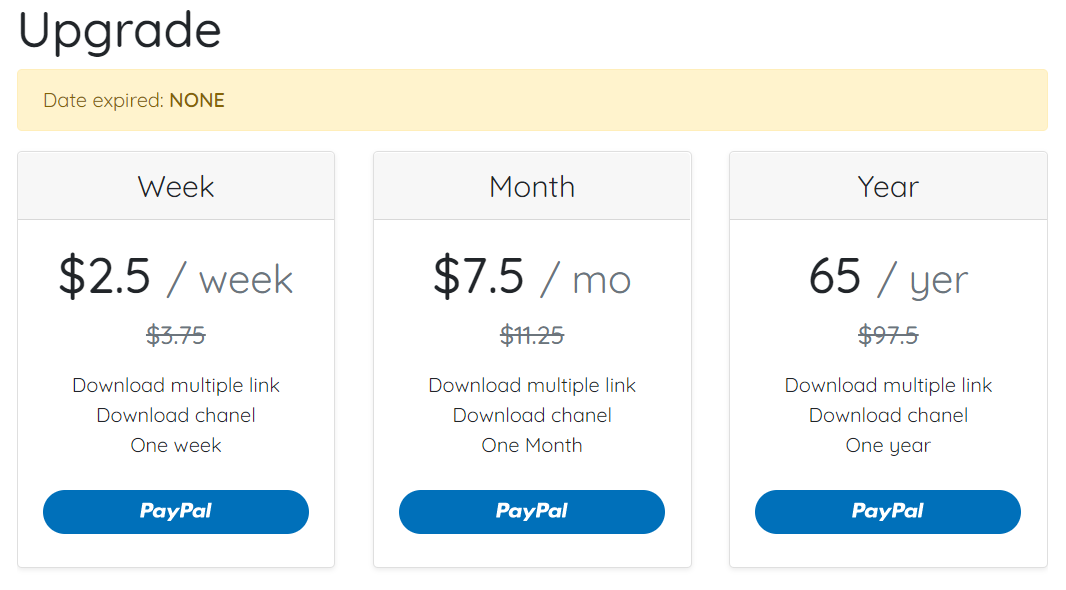 Upgrade
Date expired: NONE
Week
$2.5 / week
$3.75
Download multiple link
Download chanel
One week
PayPal
Month
$7.5 / mo
$11.25
Download multiple link
Download chanel
One Month
PayPal
Year
65 / yer
$97.5
Download multiple link
Download chanel
One year
PayPal